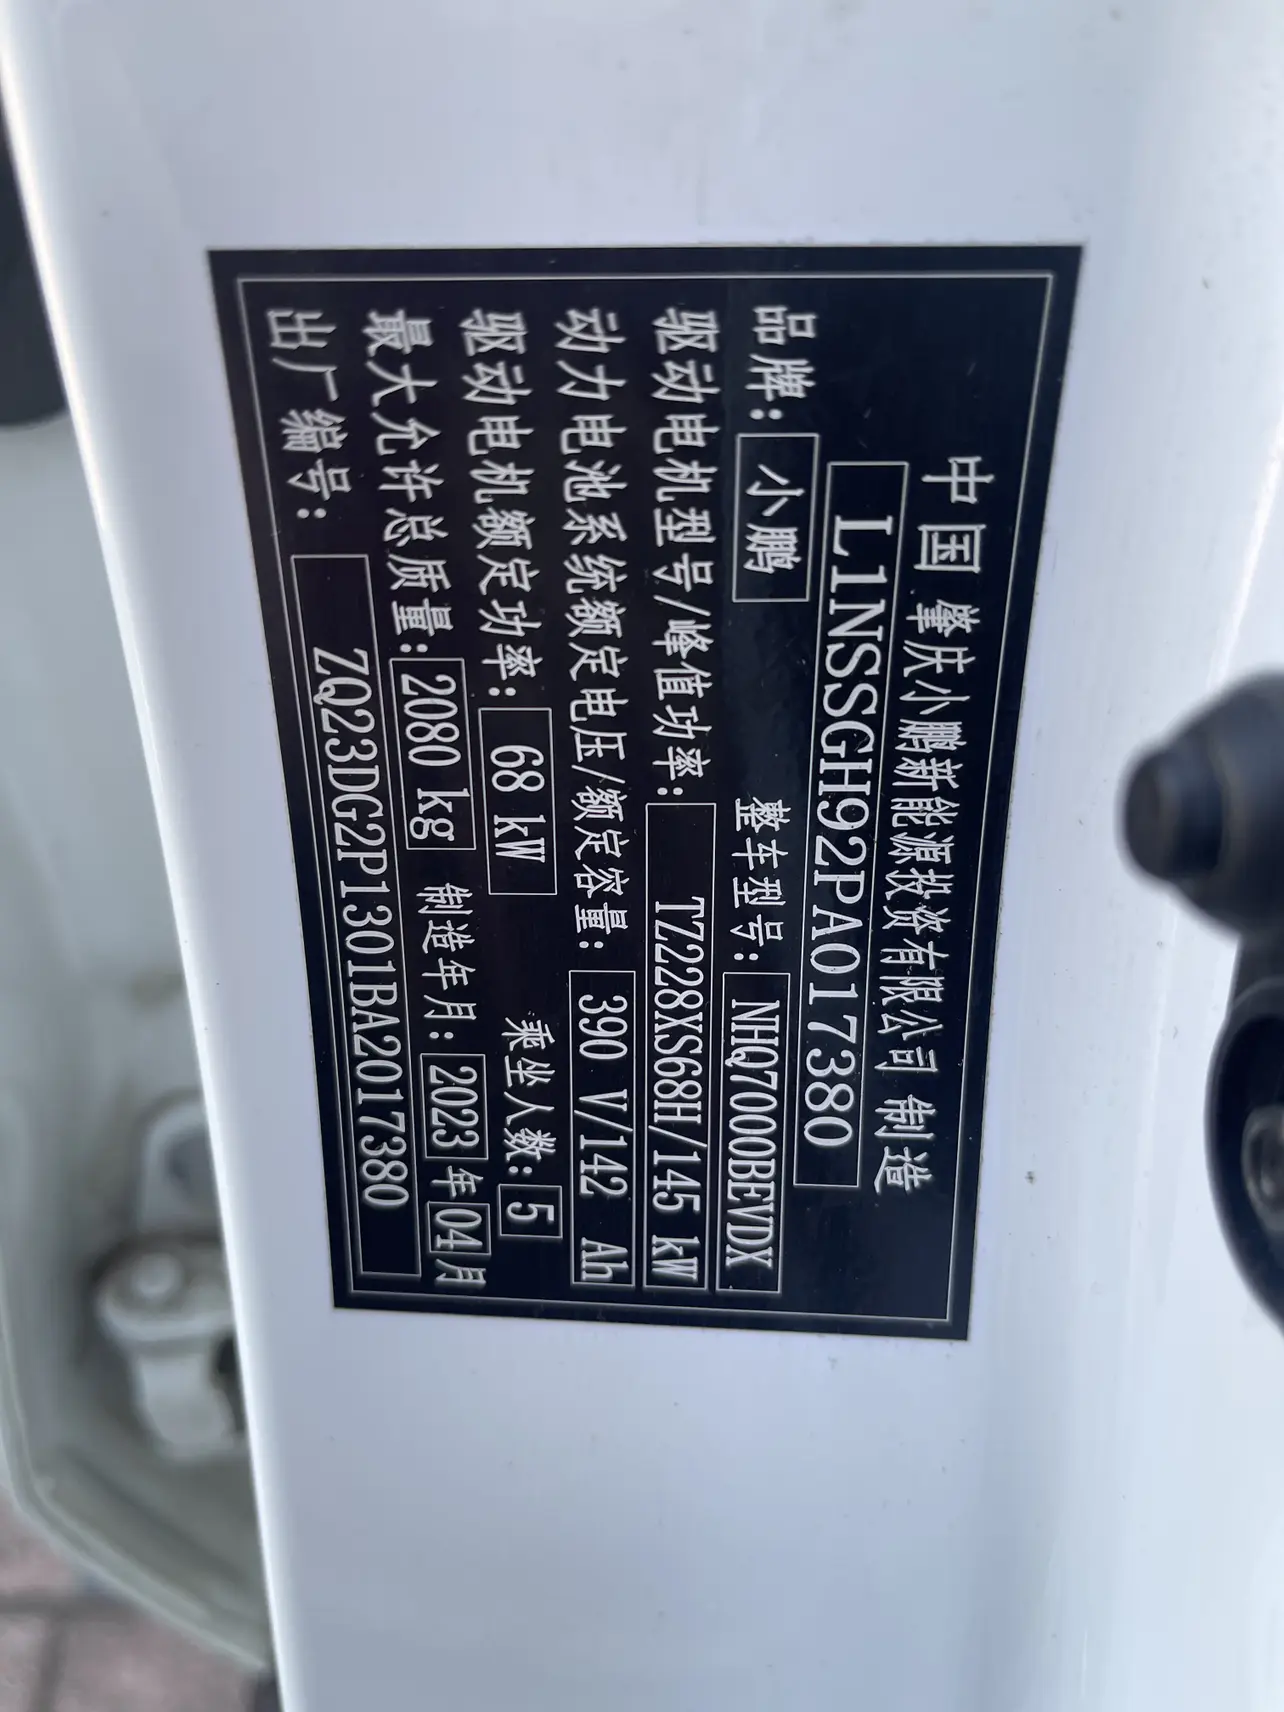 中国 肇庆小鹏新能源投资有限公司 制造
L1NSSGH92PA017380
品牌: 小鹏 整车型号: NHQ7000BEVDX
驱动电机型号/峰值功率: TZ228XS68H/145 kW
动力电池系统额定电压/额定容量: 390 V/142 Ah
驱动电机额定功率: 68 kW 乘坐人数: 5
最大允许总质量: 2080 kg 制造年月: 2023 年 04 月
出厂编号: ZQ23DG2P1301BA2017380